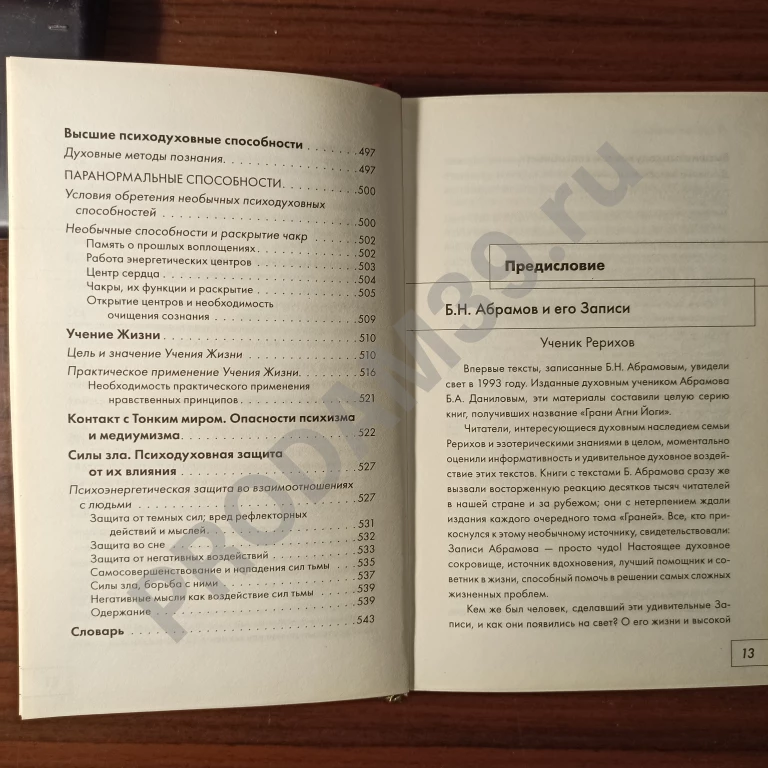 Высшие психодуховные способности . . . . . . .497
Духовные методы познания. . . . . . . . . . . . . . .497
ПАРАНОРМАЛЬНЫЕ СПОСОБНОСТИ. . . . . . . . .500
Условия обретения необычных психодуховных
способностей . . . . . . . . . . . . . . . . . . . . . .500
Необычные способности и раскрытие чакр . . . . . .502
Память о прошлых воплощениях. . . . . . . . . . .502
Работа энергетических центров . . . . . . . . . . .503
Центр сердца . . . . . . . . . . . . . . . . . . . . .504
Чакры, их функции и раскрытие . . . . . . . . . . .505
Открытие центров и необходимость
очищения сознания . . . . . . . . . . . . . . . . .509
Учение Жизни . . . . . . . . . . . . . . . . . . . . . .510
Цель и значение Учения Жизни . . . . . . . . . . . .510
Практическое применение Учения Жизни. . . . . . .516
Необходимость практического применения
нравственных принципов. . . . . . . . . . . . . . .521
Контакт с Тонким миром. Опасности психизма
и медиумизма. . . . . . . . . . . . . . . . . . . . .522
Силы зла. Психодуховная защита
от их влияния . . . . . . . . . . . . . . . . . . . . .527
Психоэнергетическая защита во взаимоотношениях
с людьми . . . . . . . . . . . . . . . . . . . . . . .527
Защита от темных сил; вред рефлекторных
действий и мыслей. . . . . . . . . . . . . . . . . .531
Защита во сне . . . . . . . . . . . . . . . . . . . .532
Защита от негативных воздействий . . . . . . . . .533
Самосовершенствование и нападения сил тьмы . . .535
Силы зла, борьба с ними . . . . . . . . . . . . . .537
Негативные мысли как воздействие сил тьмы . . . .539
Одержание . . . . . . . . . . . . . . . . . . . . . .539
Словарь . . . . . . . . . . . . . . . . . . . . . . . .543
Предисловие
Б.Н. Абрамов и его Записи
Ученик Рерихов
Впервые тексты, записанные Б.Н. Абрамовым, увидели
свет в 1993 году. Изданные духовным учеником Абрамова
Б.А. Даниловым, эти материалы составили целую серию
книг, получивших название «Грани Агни Йоги».
Читатели, интересующиеся духовным наследием семьи
Рерихов и эзотерическими знаниями в целом, моментально
оценили информативность и удивительное духовное воздей-
ствие этих текстов. Книги с текстами Б. Абрамова сразу же
вызвали восторженную реакцию десятков тысяч читателей
в нашей стране и за рубежом; они с нетерпением ждали
издания каждого очередного тома «Граней». Все, кто при-
коснулся к этому необычному источнику, свидетельствовали:
Записи Абрамова — просто чудо! Настоящее духовное
сокровище, источник вдохновения, лучший помощник и со-
ветник в жизни, способный помочь в решении самых сложных
жизненных проблем.
Кем же был человек, сделавший эти удивительные За-
писи, и как они появились на свет? О его жизни и высокой
13
PRODAM39.ru